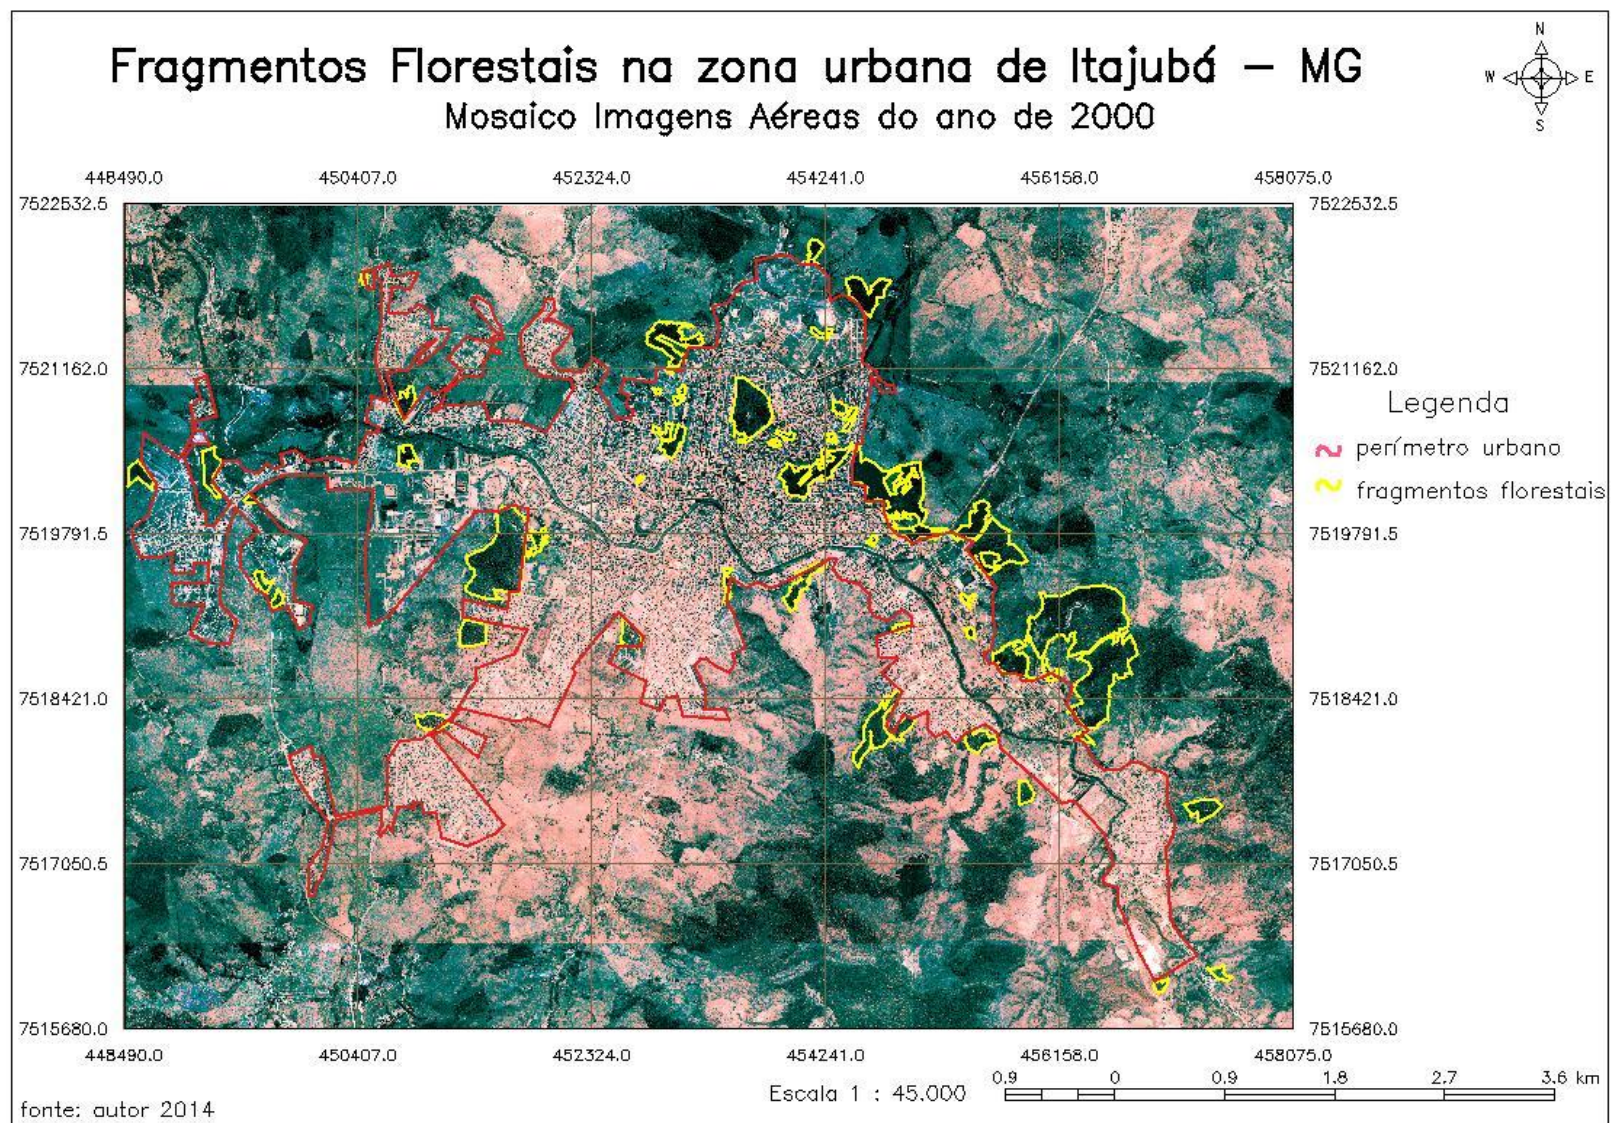 Fragmentos Florestais na zona urbana de Itajubá – MG
Mosaico Imagens Aéreas do ano de 2000
N
W E
S
448490.0 450407.0 452324.0 454241.0 456158.0 458075.0
7522532.5 7522532.5
7521162.0 7521162.0
Legenda
perímetro urbano
fragmentos florestais
7519791.5 7519791.5
7518421.0 7518421.0
7517050.5 7517050.5
7515680.0 7515680.0
448490.0 450407.0 452324.0 454241.0 456158.0 458075.0
Escala 1 : 45.000
0.9 0 0.9 1.8 2.7 3.6 km
fonte: autor 2014